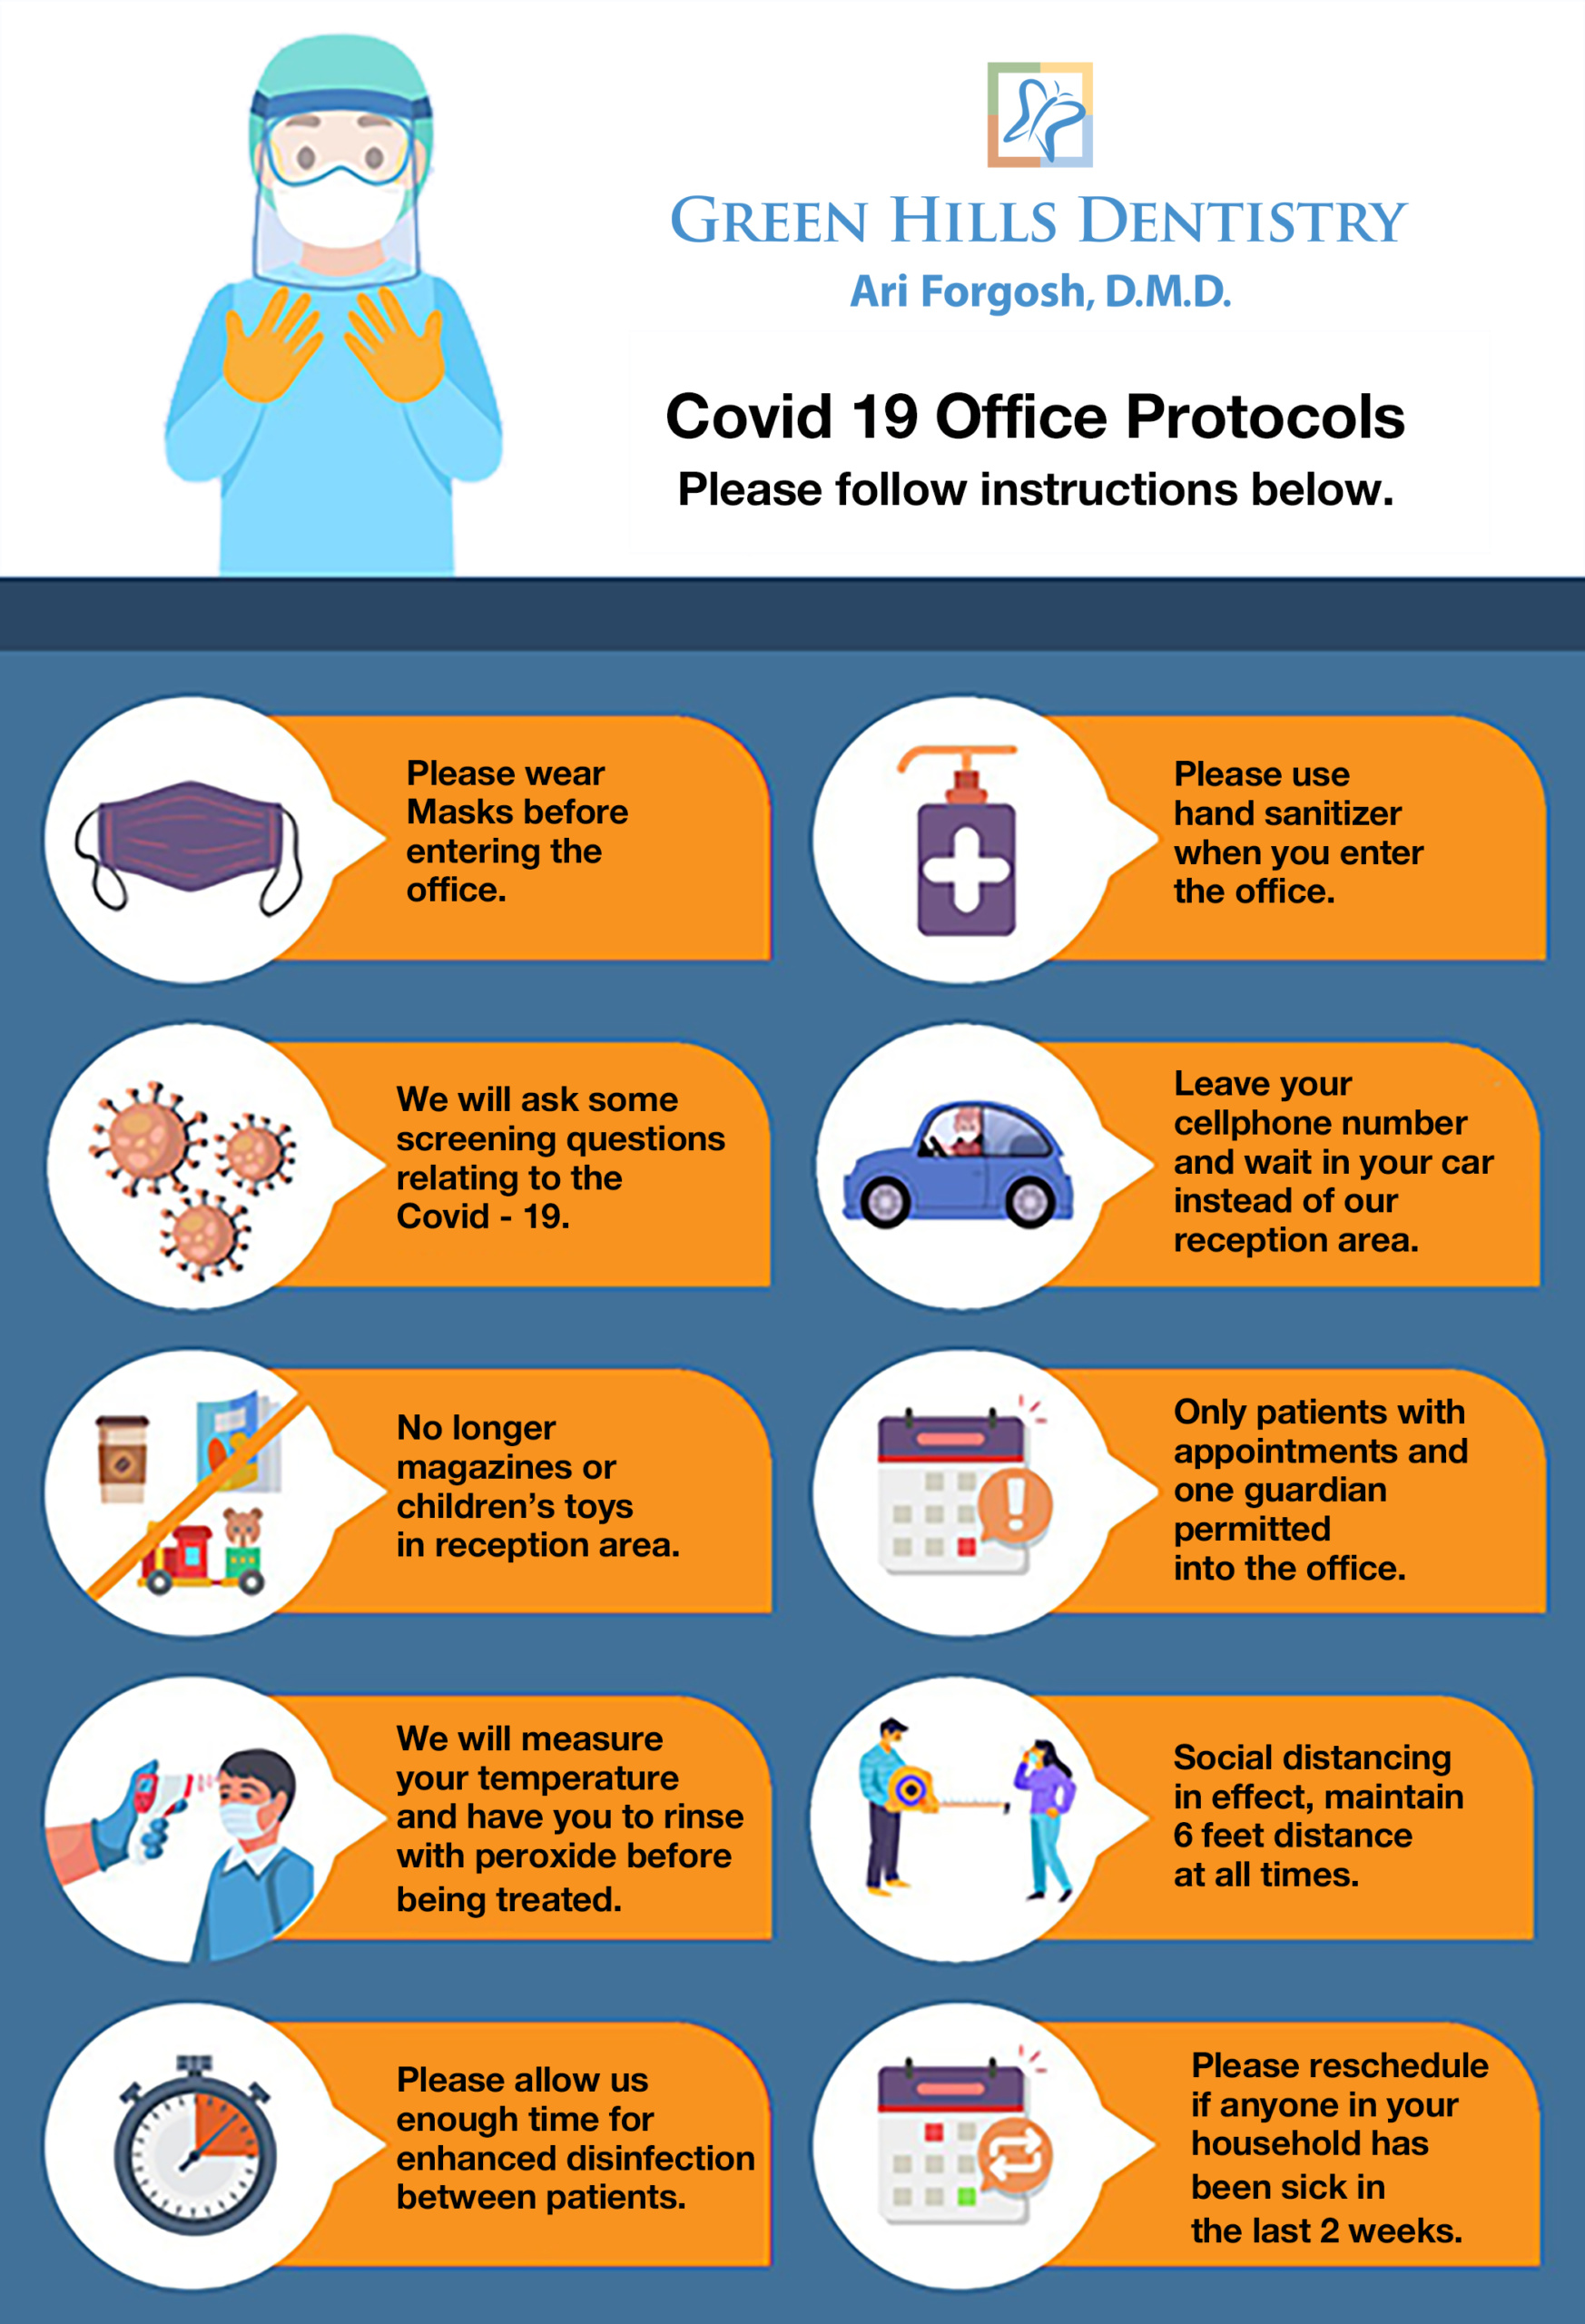 GREEN HILLS DENTISTRY
Ari Forgosh, D.M.D.
Covid 19 Office Protocols
Please follow instructions below.
Please wear
Masks before
entering the
office.
Please use
hand sanitizer
when you enter
the office.
We will ask some
screening questions
relating to the
Covid - 19.
Leave your
cellphone number
and wait in your car
instead of our
reception area.
No longer
magazines or
children’s toys
in reception area.
Only patients with
appointments and
one guardian
permitted
into the office.
We will measure
your temperature
and have you to rinse
with peroxide before
being treated.
Social distancing
in effect, maintain
6 feet distance
at all times.
Please allow us
enough time for
enhanced disinfection
between patients.
Please reschedule
if anyone in your
household has
been sick in
the last 2 weeks.